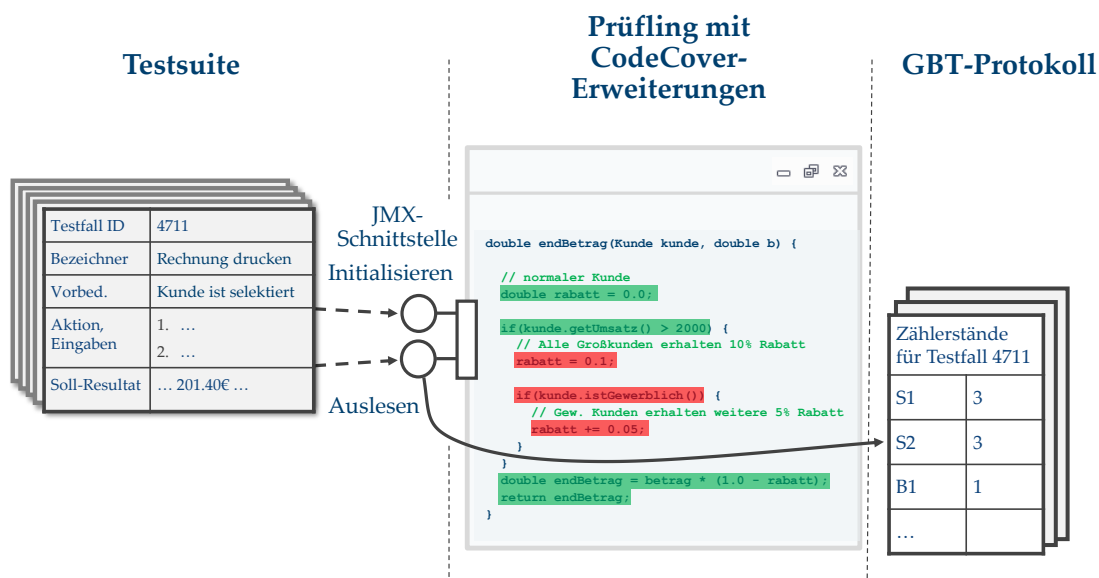 Testsuite
Prüfling mit
CodeCover-
Erweiterungen
GBT-Protokoll
Testfall ID 4711
Bezeichner Rechnung drucken
Vorbed. Kunde ist selektiert
Aktion,
Eingaben
1. …
2. …
Soll-Resultat … 201.40€ …
JMX-
Schnittstelle
Initialisieren
Auslesen
double endBetrag(Kunde kunde, double b) {
// normaler Kunde
double rabatt = 0.0;
if(kunde.getUmsatz() > 2000) {
// Alle Großkunden erhalten 10% Rabatt
rabatt = 0.1;
if(kunde.istGewerblich()) {
// Gew. Kunden erhalten weitere 5% Rabatt
rabatt += 0.05;
}
}
double endBetrag = betrag * (1.0 - rabatt);
return endBetrag;
}
Zählerstände
für Testfall 4711
S1 3
S2 3
B1 1
…